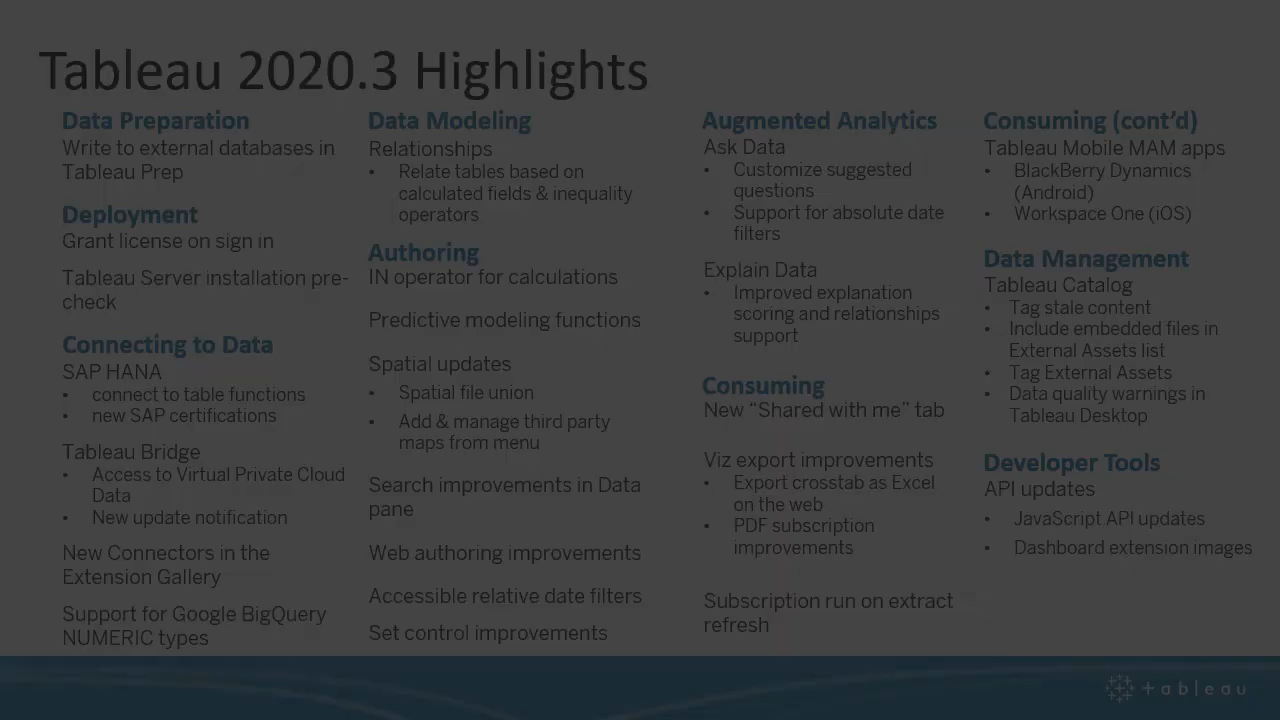 Tableau 2020.3 Highlights
Data Preparation
Write to external databases in
Tableau Prep
Deployment
Grant license on sign in
Tableau Server installation pre-
check
Connecting to Data
SAP HANA
• connect to table functions
• new SAP certifications
Tableau Bridge
• Access to Virtual Private Cloud
Data
• New update notification
New Connectors in the
Extension Gallery
Support for Google BigQuery
NUMERIC types
Data Modeling
Relationships
• Relate tables based on
calculated fields & inequality
operators
Authoring
IN operator for calculations
Predictive modeling functions
Spatial updates
• Spatial file union
• Add & manage third party
maps from menu
Search improvements in Data
pane
Web authoring improvements
Accessible relative date filters
Set control improvements
Augmented Analytics
Ask Data
• Customize suggested
questions
• Support for absolute date
filters
Explain Data
• Improved explanation
scoring and relationships
support
Consuming
New “Shared with me” tab
Viz export improvements
• Export crosstab as Excel
on the web
• PDF subscription
improvements
Subscription run on extract
refresh
Consuming (cont’d)
Tableau Mobile MAM apps
• BlackBerry Dynamics
(Android)
• Workspace One (iOS)
Data Management
Tableau Catalog
• Tag stale content
• Include embedded files in
External Assets list
• Tag External Assets
• Data quality warnings in
Tableau Desktop
Developer Tools
API updates
• JavaScript API updates
• Dashboard extension images
tableau